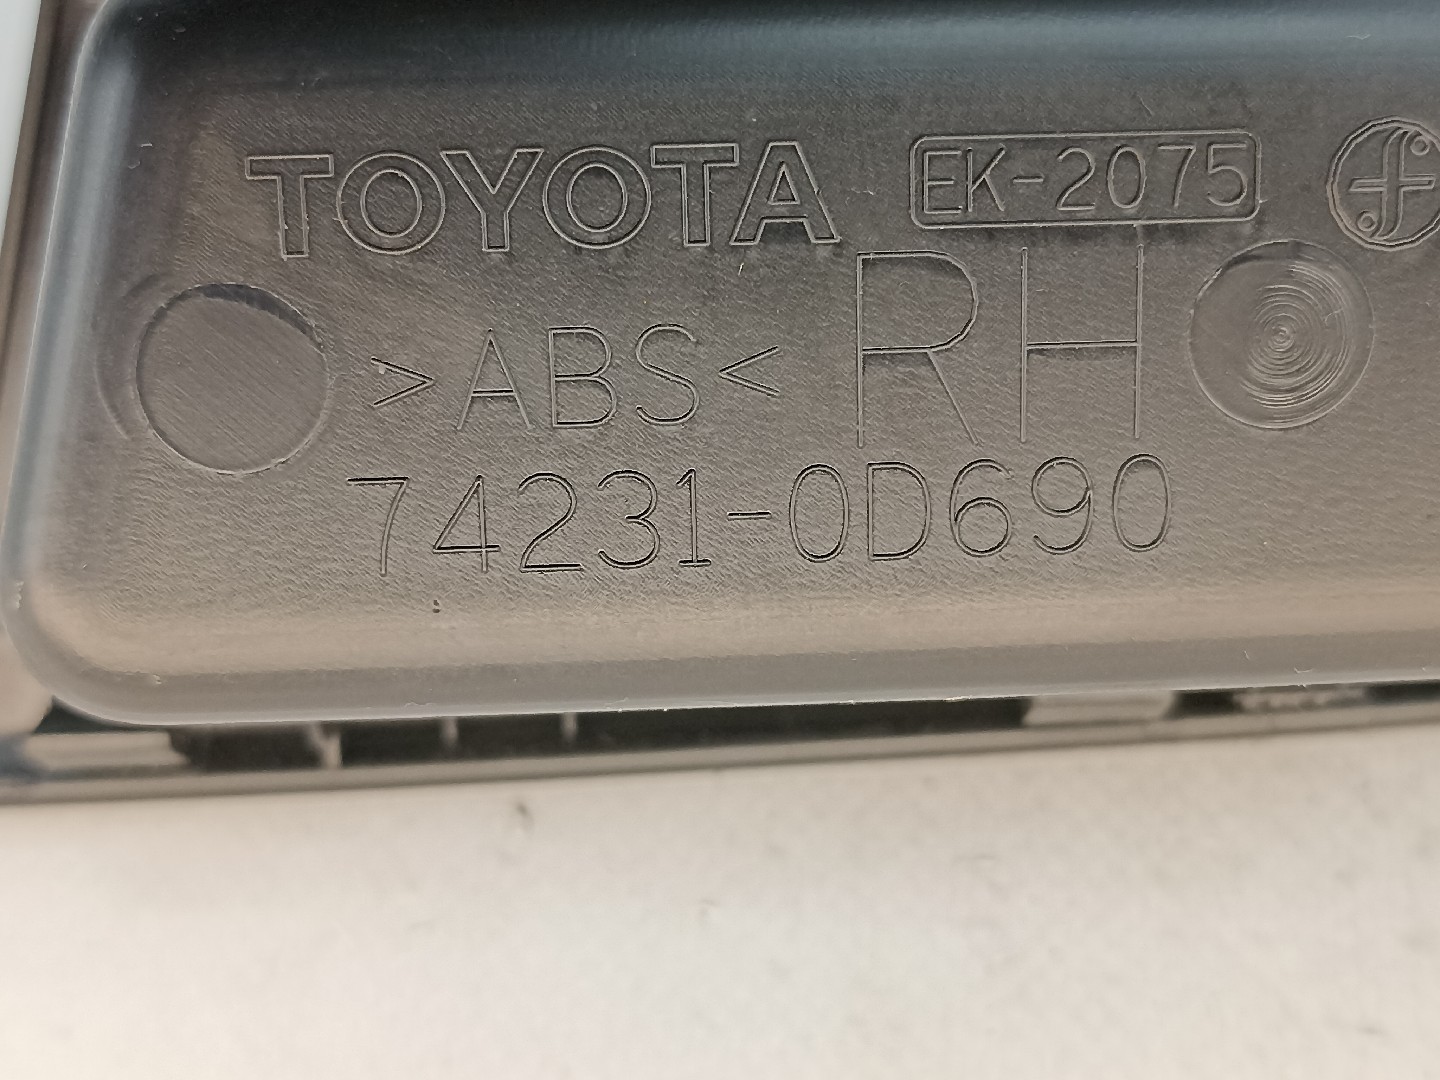 TOYOTA EK-2075
>ABS< RH
74231-0D690